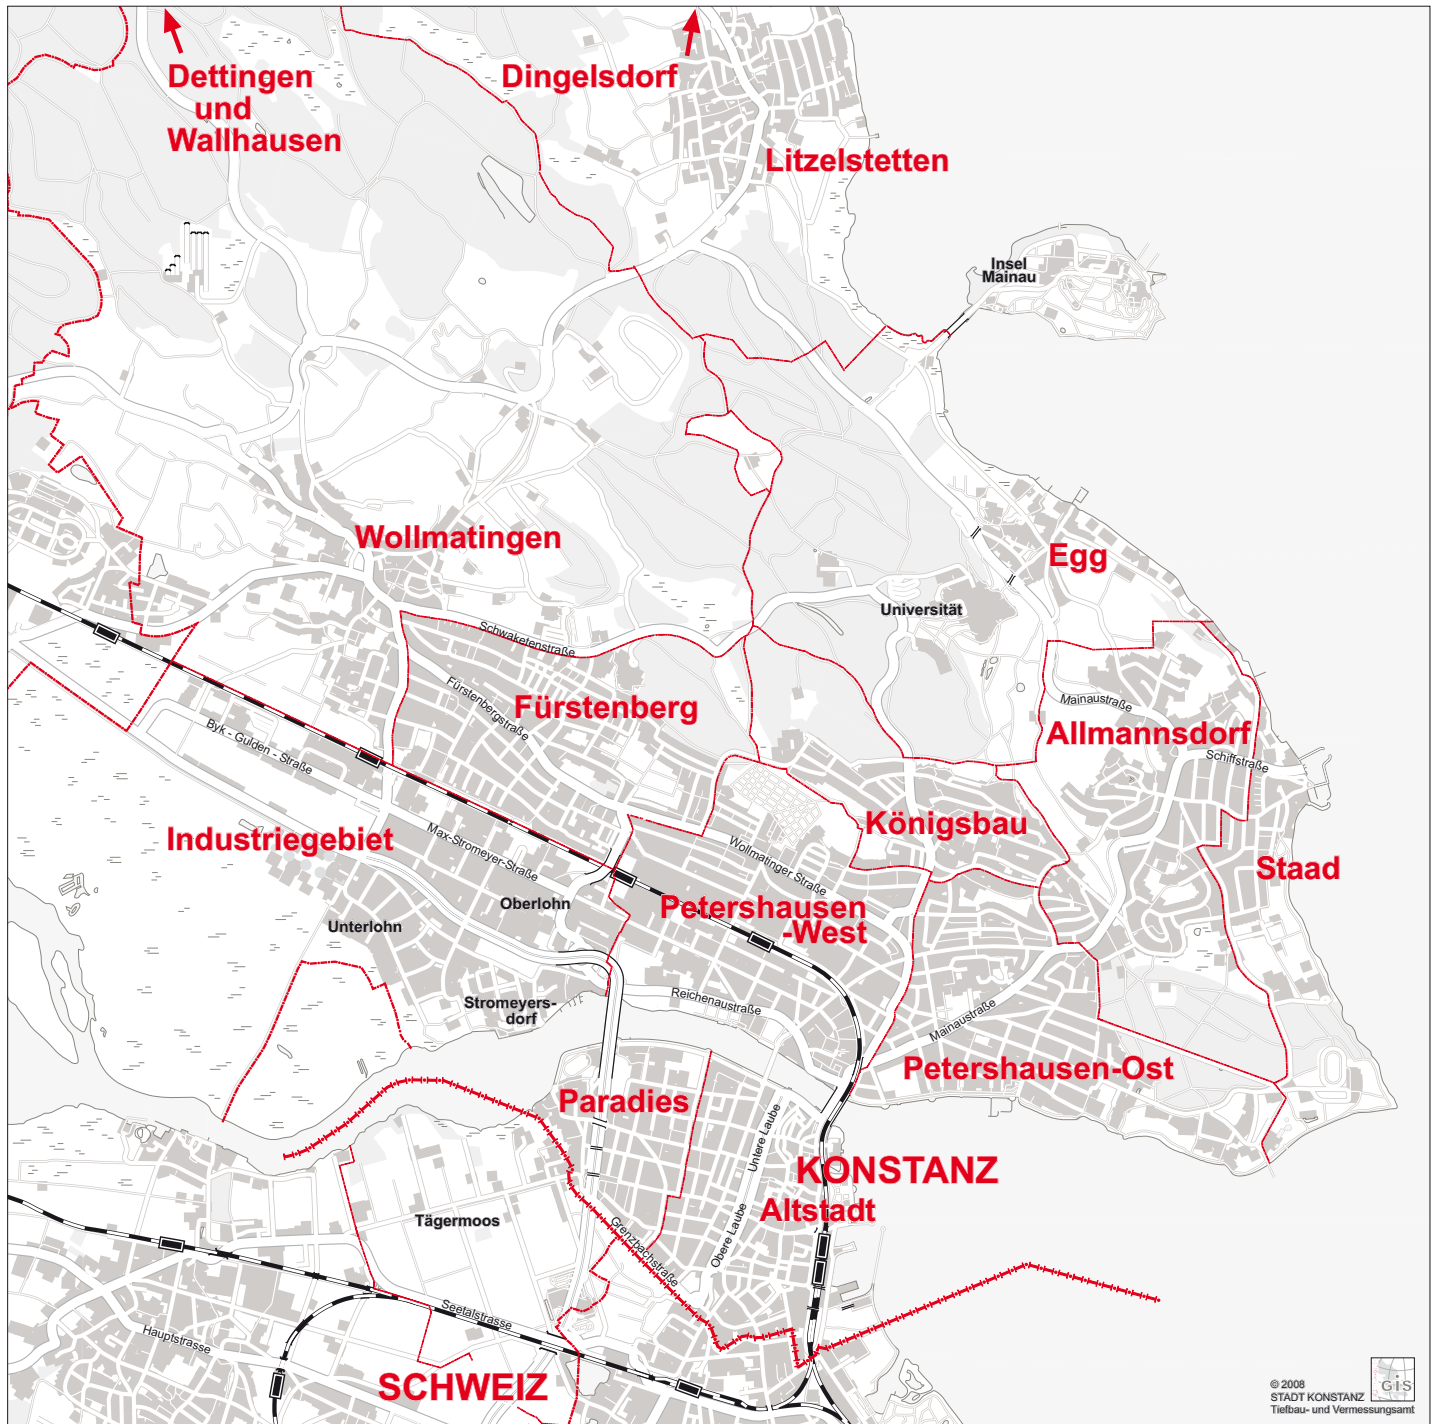 Dettingen
und
Wallhausen
Dingelsdorf
Litzelstetten
Insel
Mainau
Wollmatingen
Egg
Universität
Schwaketenstraße
Fürstenbergstraße
Fürstenberg
Mainaustraße
Allmannsdorf
Schiffstraße
Byk - Gulden - Straße
Industriegebiet
Max-Stromeyer-Straße
Wollmatinger Straße
Königsbau
Staad
Oberlohn
Unterlohn
Petershausen
-West
Stromeyers-
dorf
Reichenaustraße
Mainaustraße
Petershausen-Ost
Paradies
Untere Laube
KONSTANZ
Altstadt
Obere Laube
Tägermoos
Grenzbachstraße
Seetalstrasse
Hauptstrasse
SCHWEIZ
© 2008
STADT KONSTANZ
Tiefbau- und Vermessungsamt
GIS